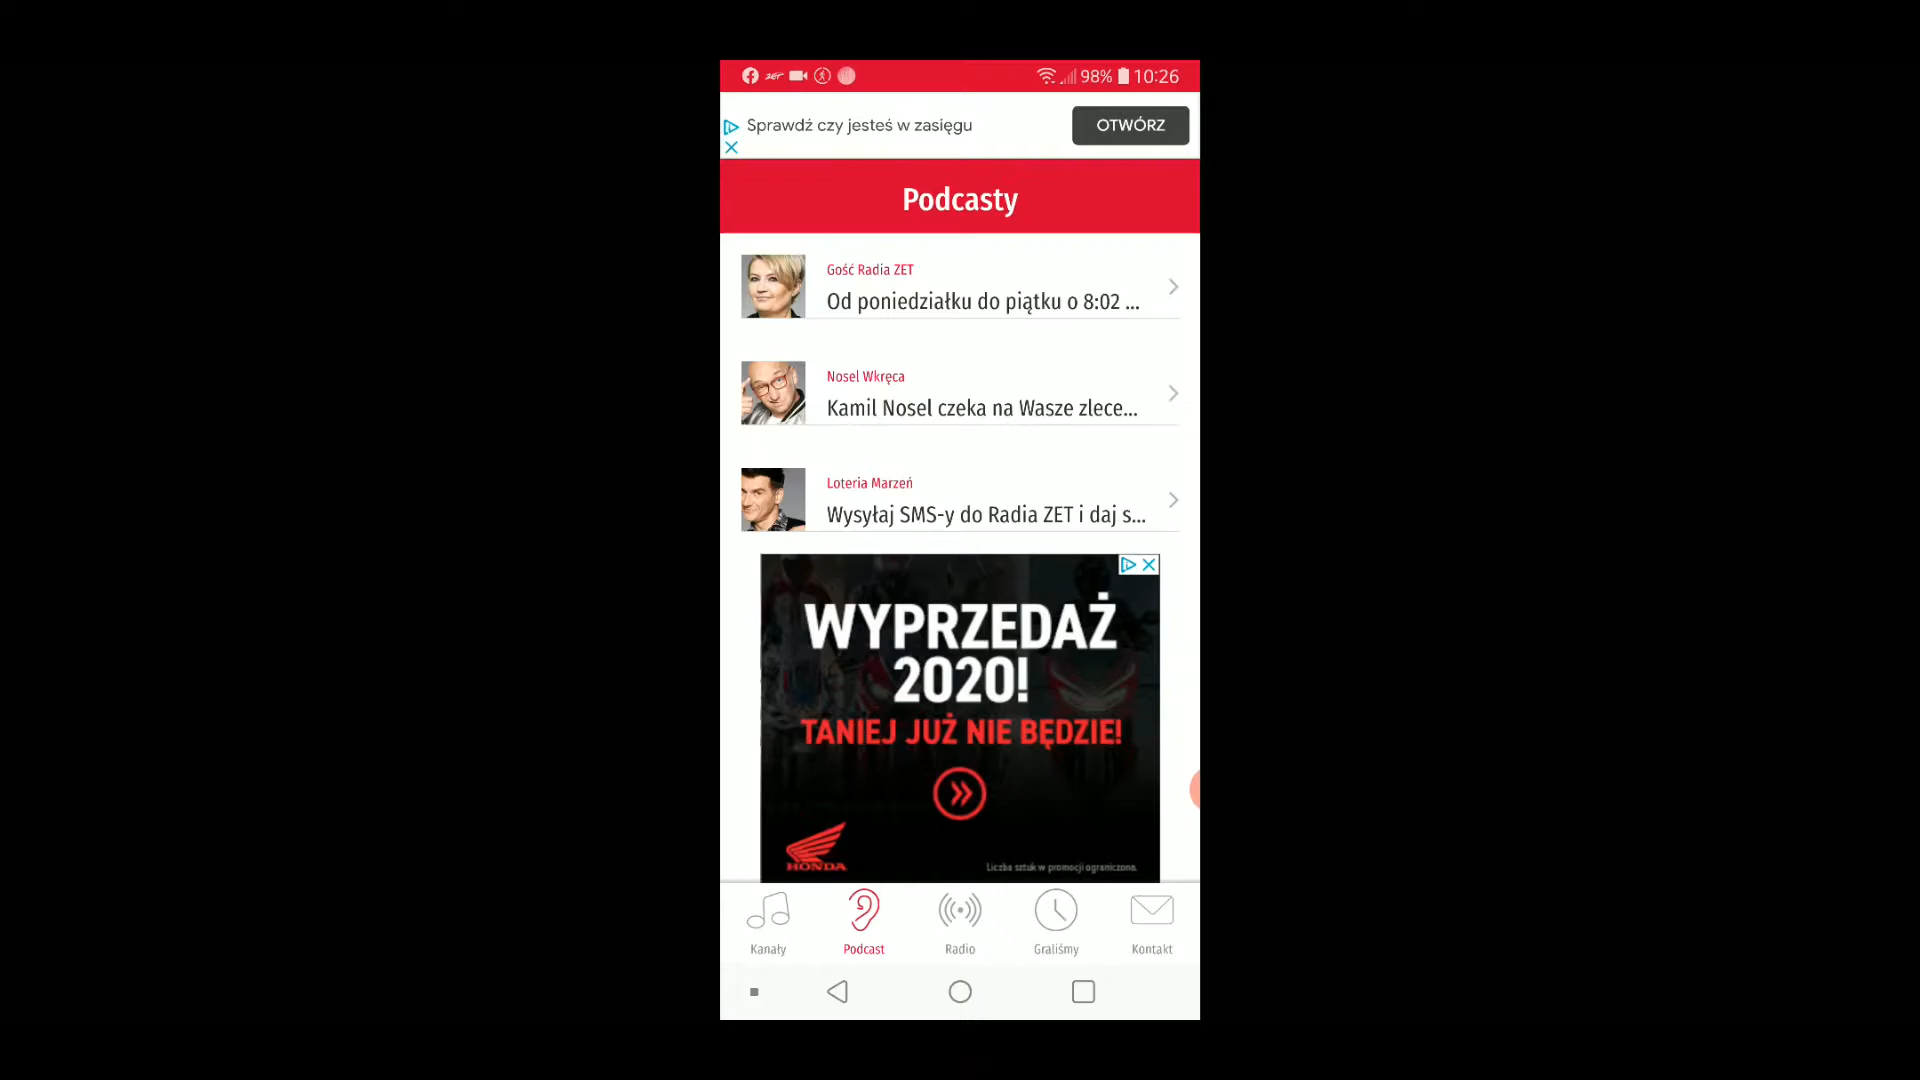 98% 10:26
Sprawdź czy jesteś w zasięgu
OTWÓRZ
Podcasty
Gość Radia ZET
Od poniedziałku do piątku o 8:02 ...
Nosel Wkręca
Kamil Nosel czeka na Wasze zlece...
Loteria Marzeń
Wysyłaj SMS-y do Radia ZET i daj s...
WYPRZEDAŻ
2020!
TANIEJ JUŻ NIE BĘDZIE!
HONDA
Liczba sztuk w promocji ograniczona.
Kanały
Podcast
Radio
Graliśmy
Kontakt